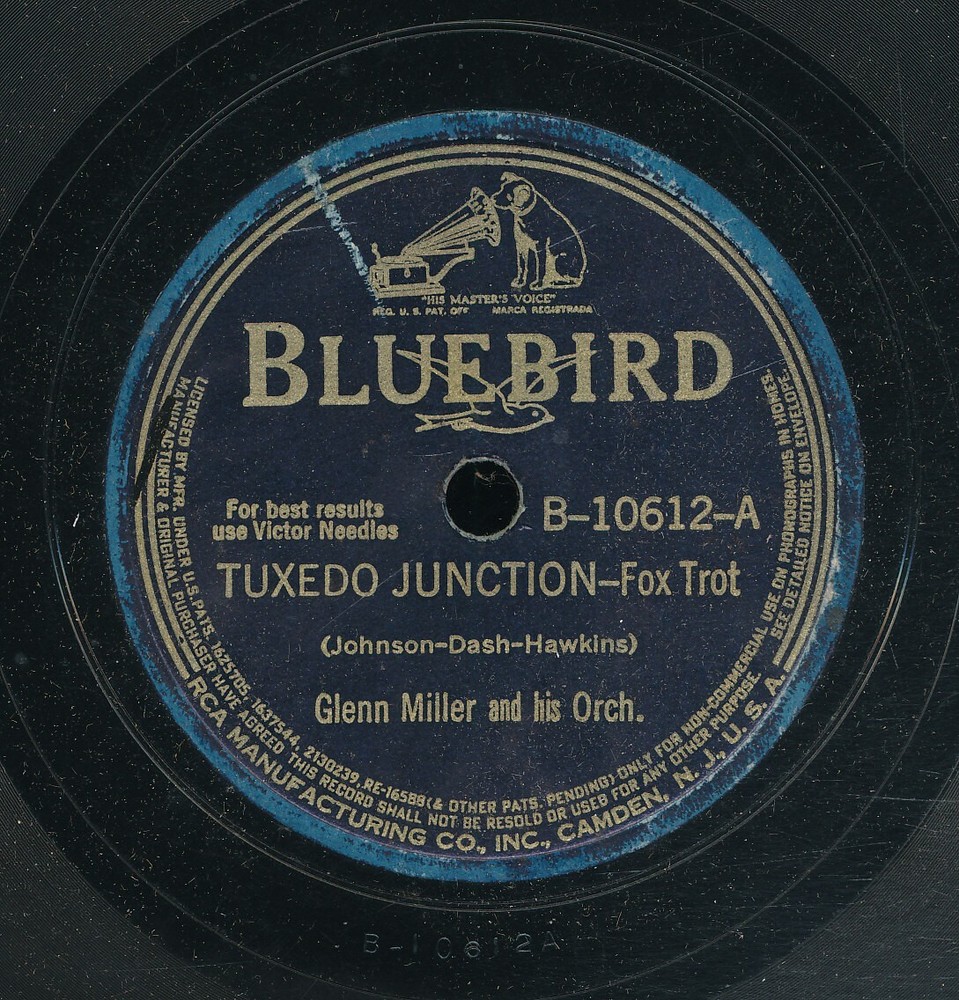 "HIS MASTER'S VOICE"
REG. U. S. PAT. OFF MARCA REGISTRADA
BLUEBIRD
For best results
use Victor Needles
B-10612-A
TUXEDO JUNCTION-Fox Trot
(Johnson-Dash-Hawkins)
Glenn Miller and his Orch.
LICENSED BY MFR. UNDER U.S. PATS. 1625705, 1637544, 2130239, RE-16588 (& OTHER PATS. PENDING) ONLY FOR NON-COMMERCIAL USE ON PHONOGRAPHS IN HOMES.
MANUFACTURER & ORIGINAL PURCHASER HAVE AGREED THIS RECORD SHALL NOT BE RESOLD OR USED FOR ANY OTHER PURPOSE. SEE DETAILED NOTICE ON ENVELOPE.
RCA MANUFACTURING CO., INC., CAMDEN, N. J., U. S. A.
B-10612A